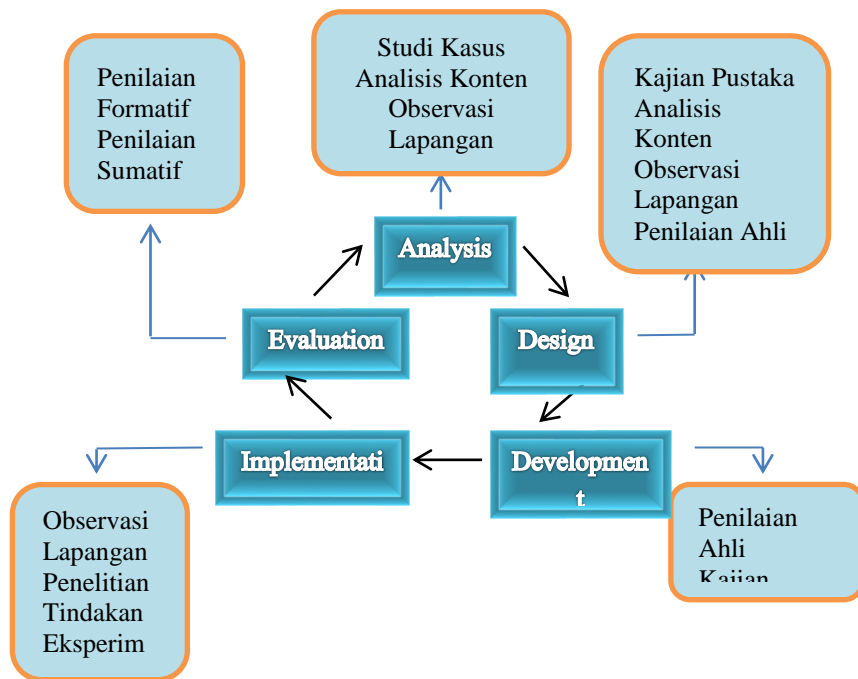 Studi Kasus
Analisis Konten
Observasi
Lapangan
Penilaian
Formatif
Penilaian
Sumatif
Kajian Pustaka
Analisis
Konten
Observasi
Lapangan
Penilaian Ahli
Analysis
Evaluation
Design
Implementati
Developmen
t
Observasi
Lapangan
Penelitian
Tindakan
Eksperim
Penilaian
Ahli
Kajian